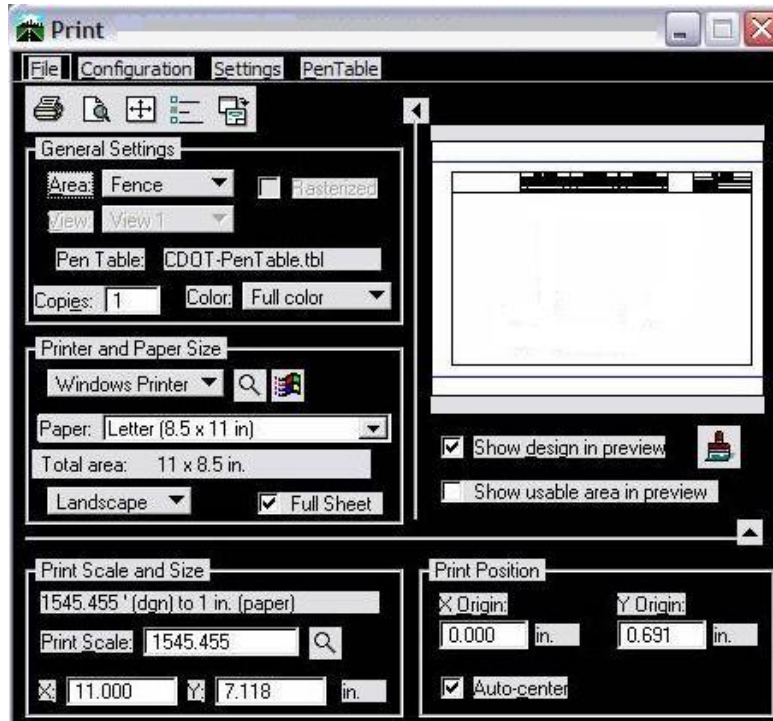 Print
File Configuration Settings PenTable
General Settings
Area: Fence Rasterized
View: View 1
Pen Table: CDOT-PenTable.tbl
Copies: 1 Color: Full color
Printer and Paper Size
Windows Printer
Paper: Letter (8.5 x 11 in)
Total area: 11 x 8.5 in.
Landscape Full Sheet
Show design in preview
Show usable area in preview
Print Scale and Size
1545.455 ' (dgn) to 1 in. (paper)
Print Scale: 1545.455
X: 11.000 Y: 7.118 in.
Print Position
X Origin: Y Origin:
0.000 in. 0.691 in.
Auto-center